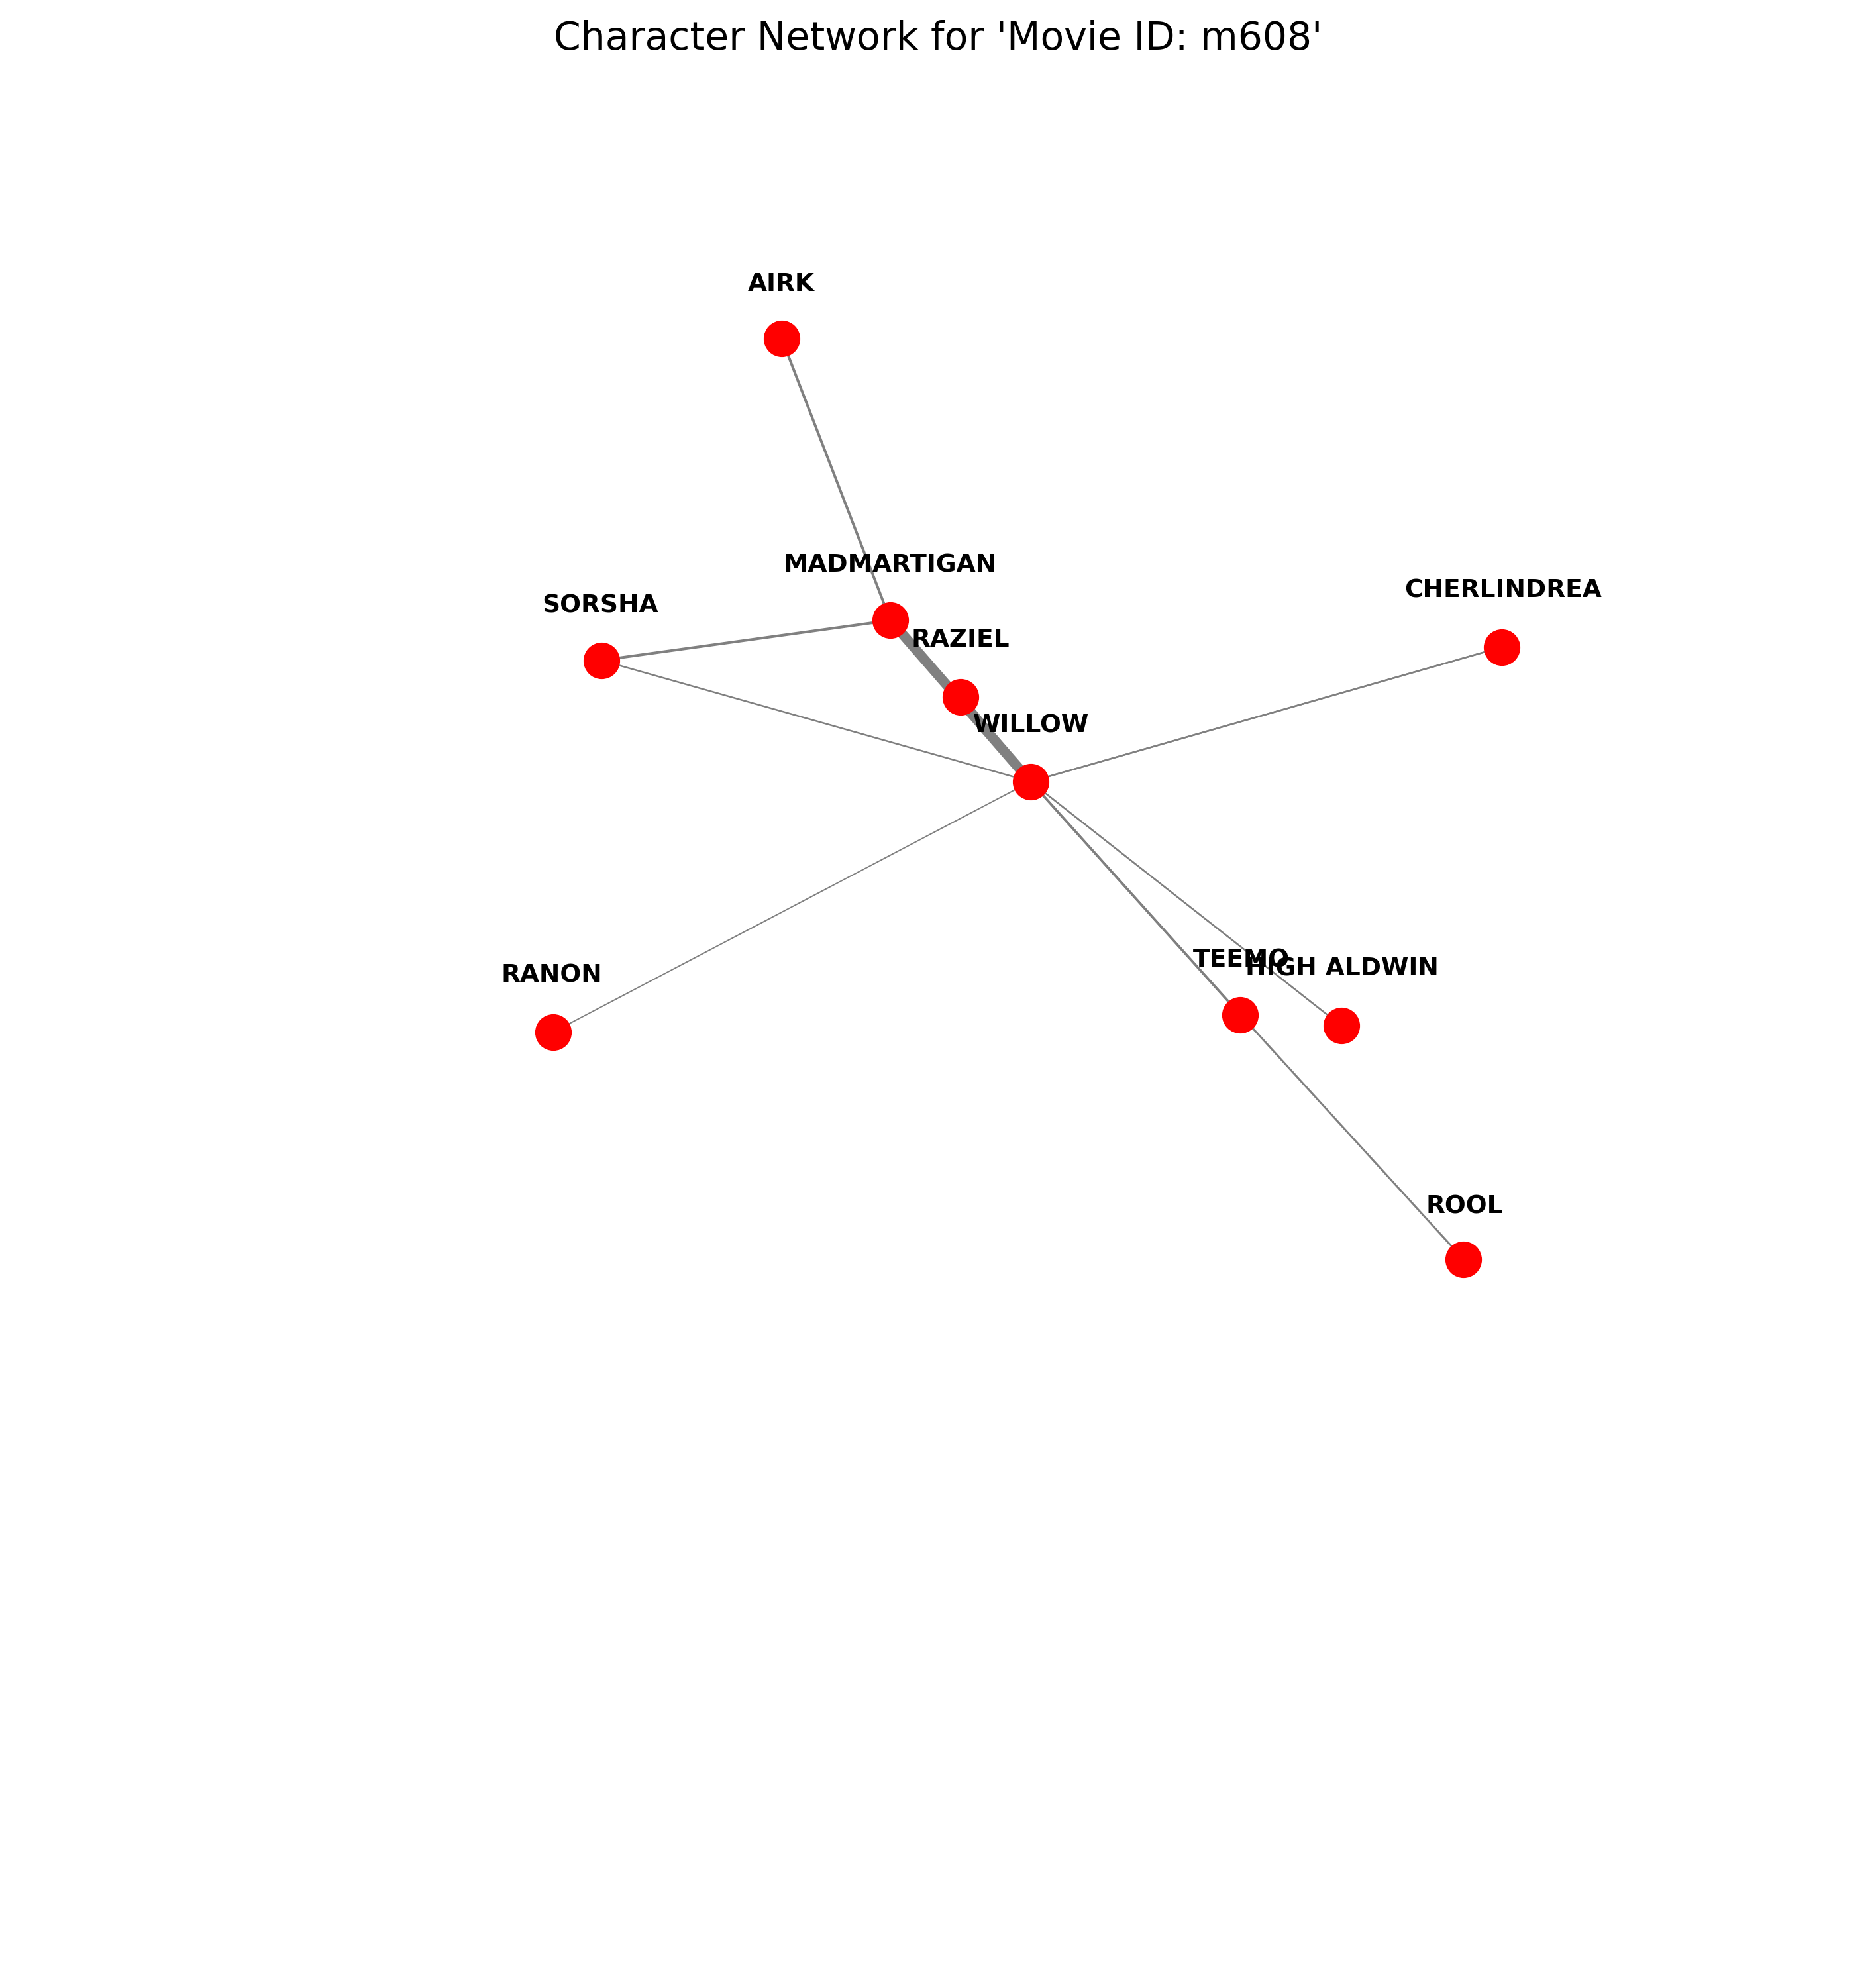 Character Network for 'Movie ID: m608'
AIRK
MADMARTIGAN
CHERLINDREA
SORSHA
RAZIEL
WILLOW
TEEMO
HIGH ALDWIN
RANON
ROOL